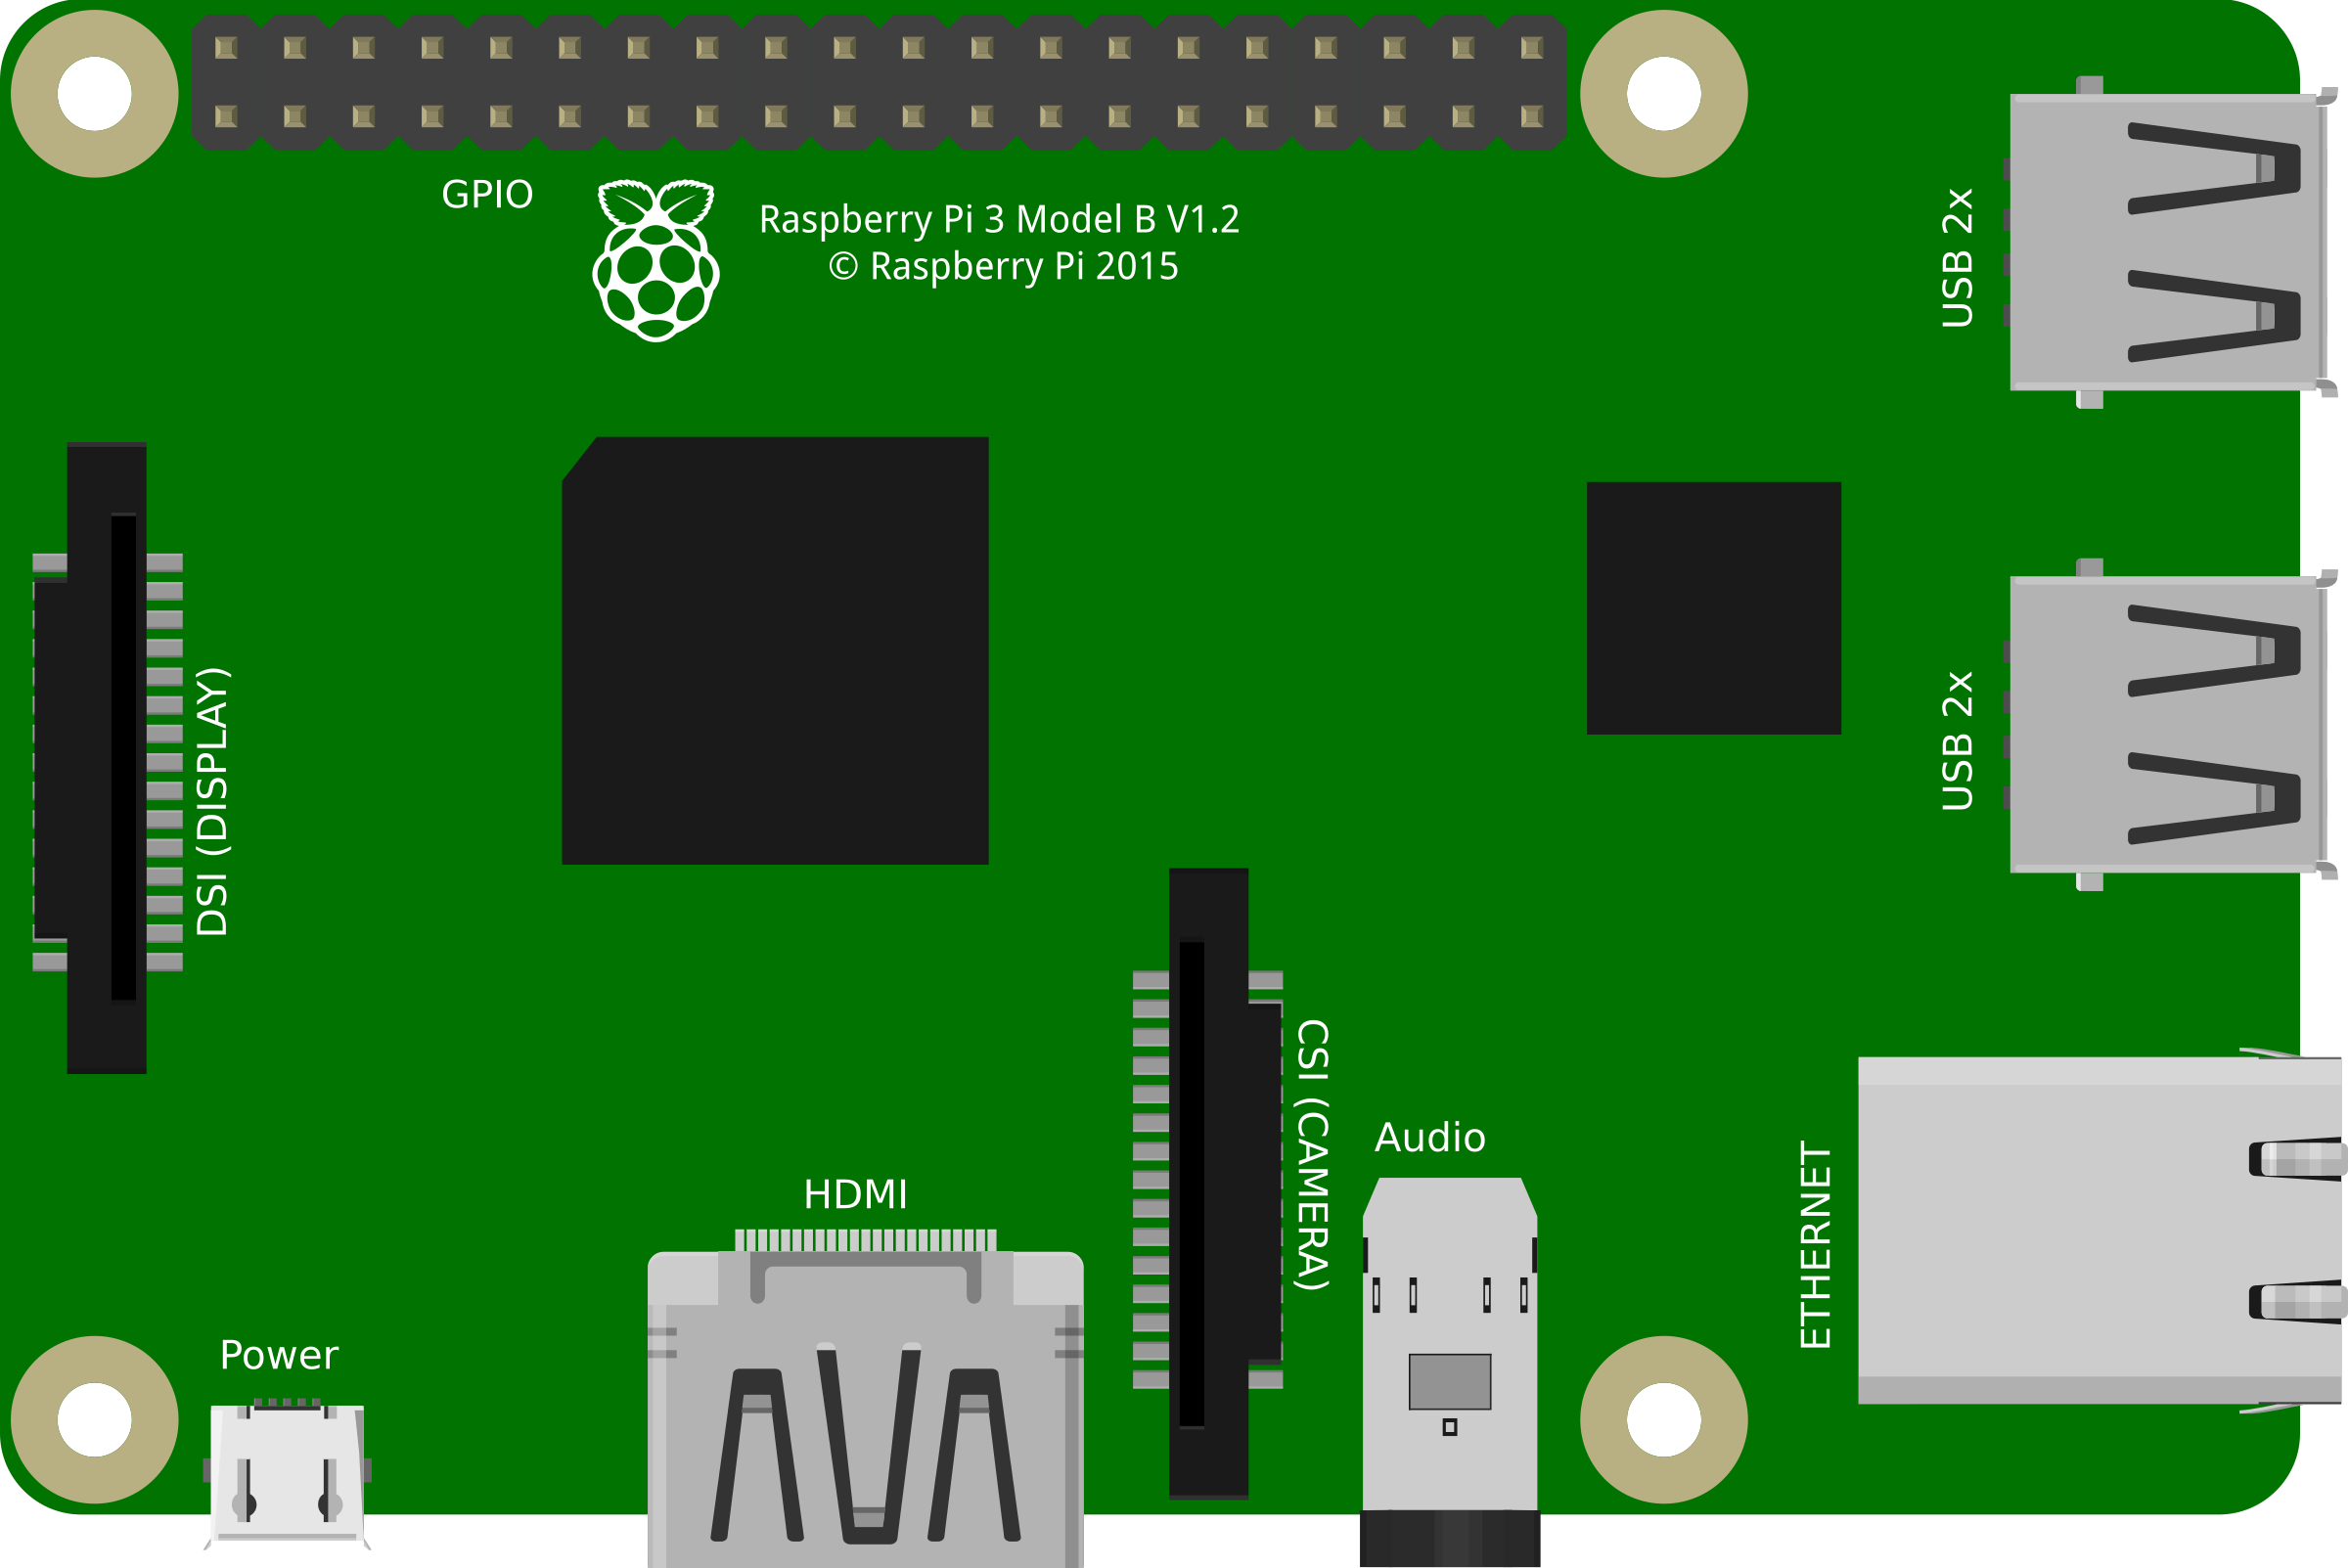 GPIO
Raspberry Pi 3 Model B V1.2
© Raspberry Pi 2015
USB 2x
DSI (DISPLAY)
USB 2x
CSI (CAMERA)
Audio
ETHERNET
HDMI
Power